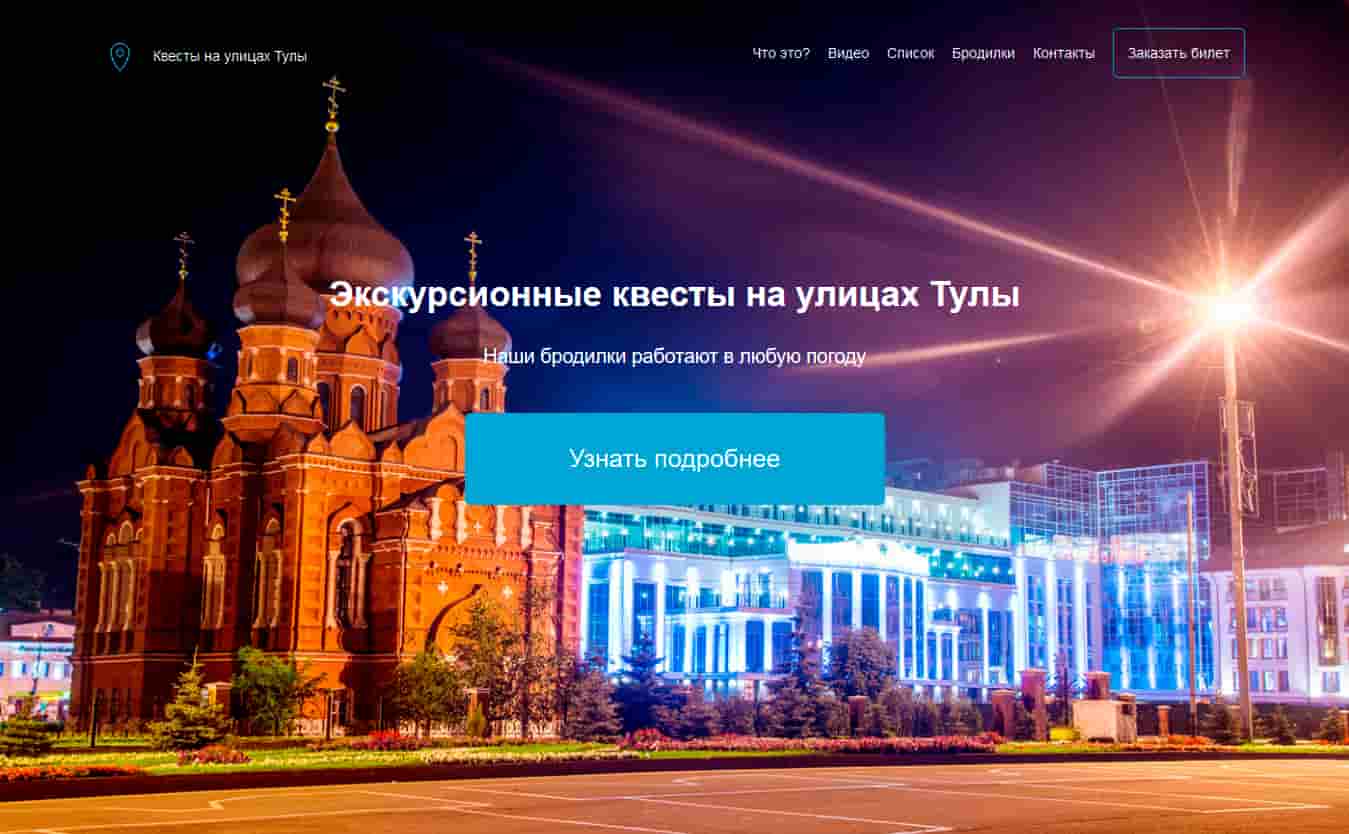 Квесты на улицах Тулы
Что это? Видео Список Бродилки Контакты Заказать билет
Экскурсионные квесты на улицах Тулы
Наши бродилки работают в любую погоду
Узнать подробнее